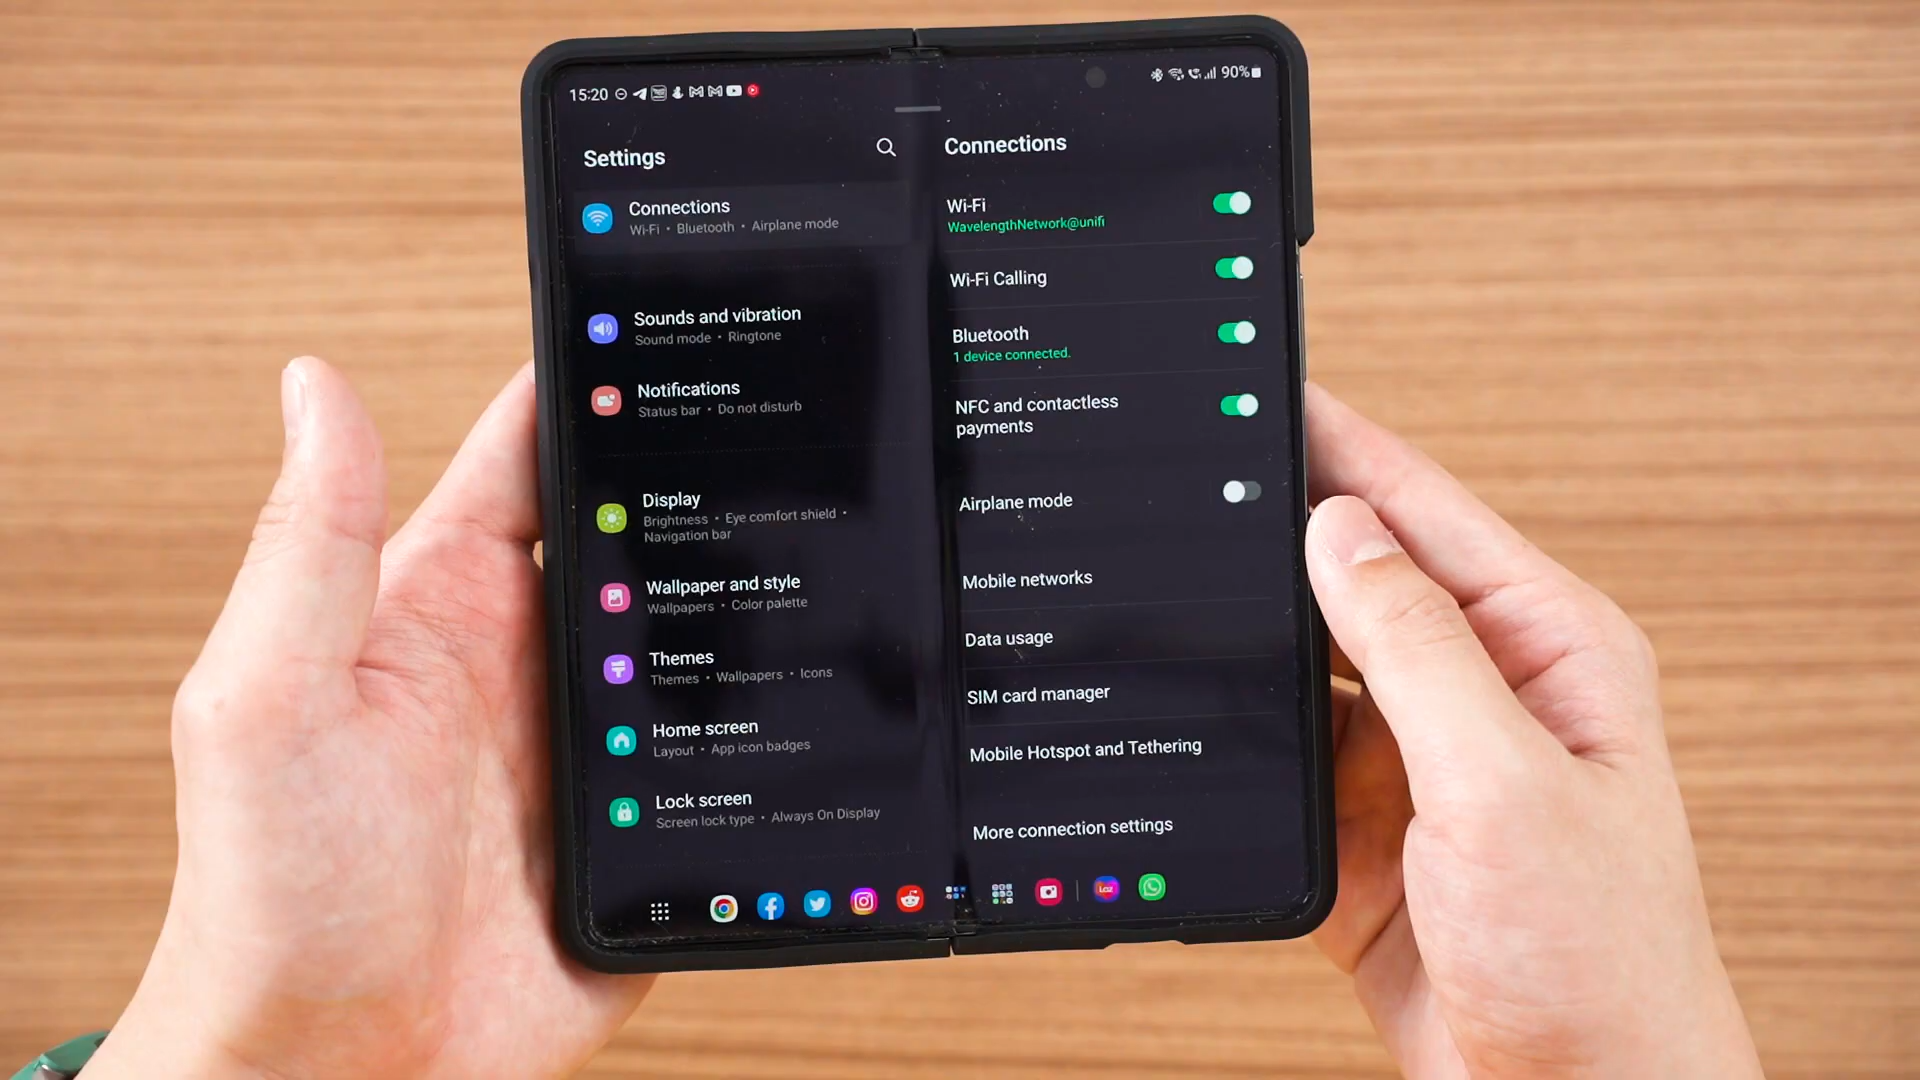 15:20
90%
Settings
Connections
Wi-Fi • Bluetooth • Airplane mode
Sounds and vibration
Sound mode • Ringtone
Notifications
Status bar • Do not disturb
Display
Brightness • Eye comfort shield •
Navigation bar
Wallpaper and style
Wallpapers • Color palette
Themes
Themes • Wallpapers • Icons
Home screen
Layout • App icon badges
Lock screen
Screen lock type • Always On Display
Connections
Wi-Fi
WavelengthNetwork@unifi
Wi-Fi Calling
Bluetooth
1 device connected.
NFC and contactless
payments
Airplane mode
Mobile networks
Data usage
SIM card manager
Mobile Hotspot and Tethering
More connection settings
Laz